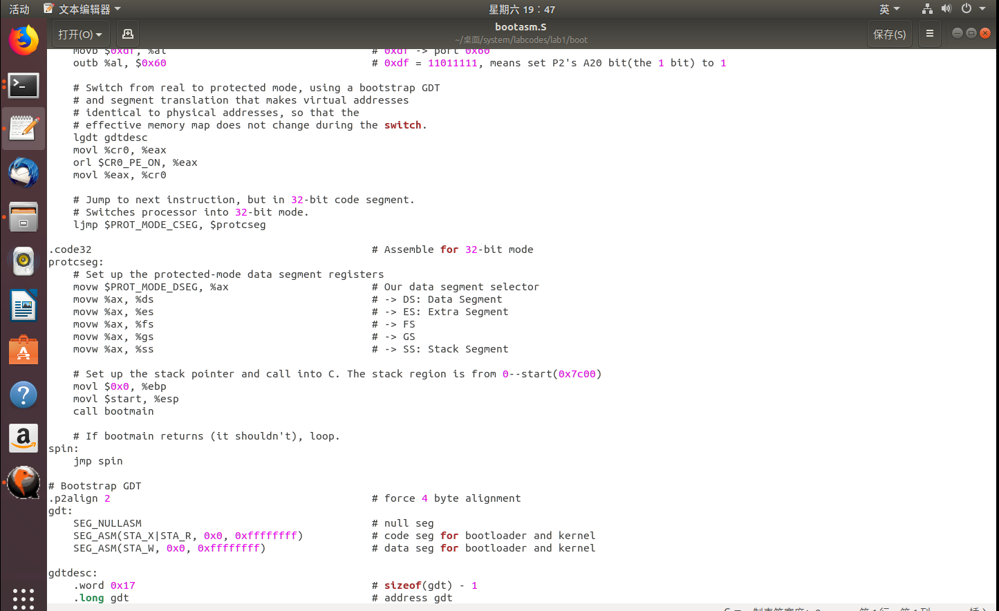 活动 文本编辑器 星期六 19：47 英
打开(O) bootasm.S 保存(S)
~/桌面/system/labcodes/lab1/boot
    movb $0xdf, %al                                 # 0xdf -> port 0x60
    outb %al, $0x60                                 # 0xdf = 11011111, means set P2's A20 bit(the 1 bit) to 1
    # Switch from real to protected mode, using a bootstrap GDT
    # and segment translation that makes virtual addresses
    # identical to physical addresses, so that the
    # effective memory map does not change during the switch.
    lgdt gdtdesc
    movl %cr0, %eax
    orl $CR0_PE_ON, %eax
    movl %eax, %cr0
    # Jump to next instruction, but in 32-bit code segment.
    # Switches processor into 32-bit mode.
    ljmp $PROT_MODE_CSEG, $protcseg
.code32                                             # Assemble for 32-bit mode
protcseg:
    # Set up the protected-mode data segment registers
    movw $PROT_MODE_DSEG, %ax                       # Our data segment selector
    movw %ax, %ds                                   # -> DS: Data Segment
    movw %ax, %es                                   # -> ES: Extra Segment
    movw %ax, %fs                                   # -> FS
    movw %ax, %gs                                   # -> GS
    movw %ax, %ss                                   # -> SS: Stack Segment
    # Set up the stack pointer and call into C. The stack region is from 0--start(0x7c00)
    movl $0x0, %ebp
    movl $start, %esp
    call bootmain
    # If bootmain returns (it shouldn't), loop.
spin:
    jmp spin
# Bootstrap GDT
.p2align 2                                          # force 4 byte alignment
gdt:
    SEG_NULLASM                                     # null seg
    SEG_ASM(STA_X|STA_R, 0x0, 0xffffffff)           # code seg for bootloader and kernel
    SEG_ASM(STA_W, 0x0, 0xffffffff)                 # data seg for bootloader and kernel
gdtdesc:
    .word 0x17                                      # sizeof(gdt) - 1
    .long gdt                                       # address gdt